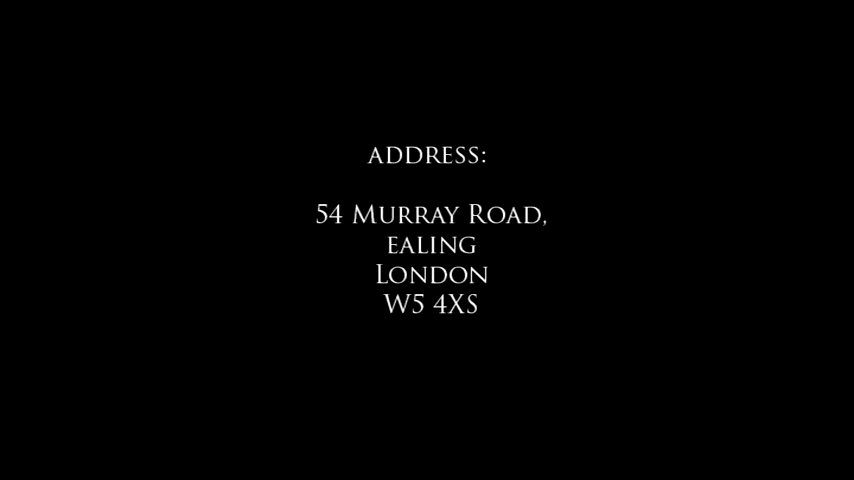 ADDRESS:
54 MURRAY ROAD,
EALING
LONDON
W5 4XS